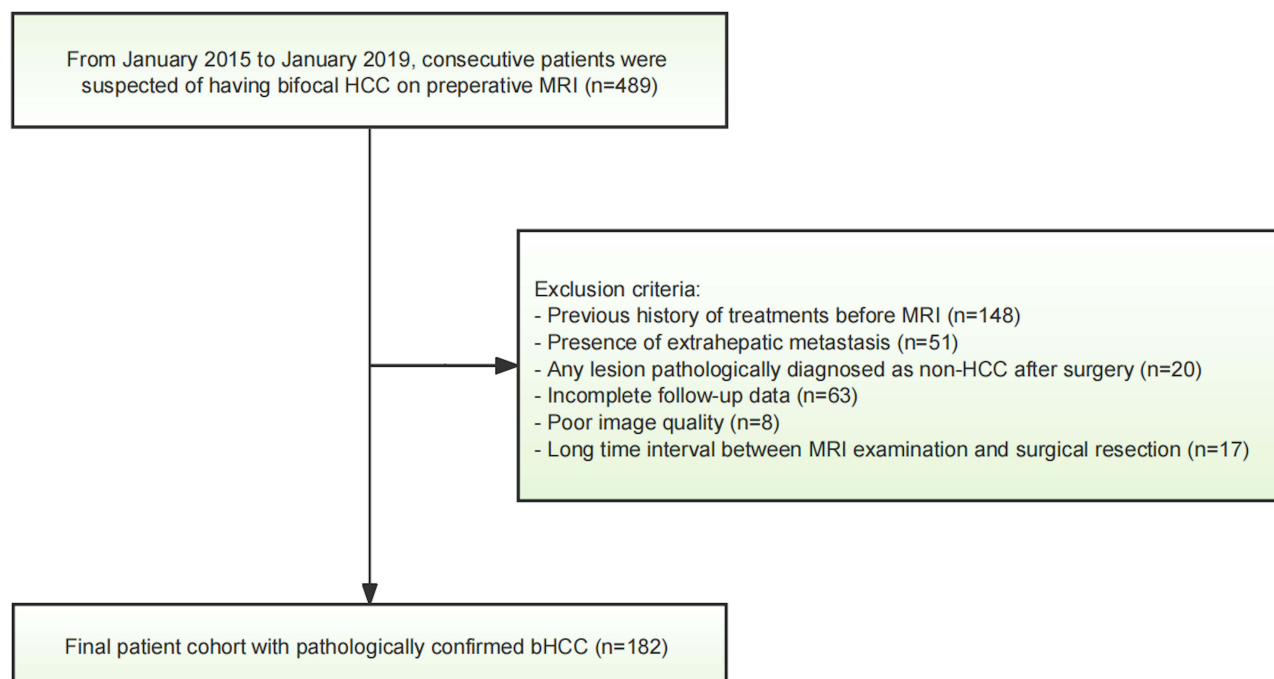 From January 2015 to January 2019, consecutive patients were
suspected of having bifocal HCC on preperative MRI (n=489)
Exclusion criteria:
- Previous history of treatments before MRI (n=148)
- Presence of extrahepatic metastasis (n=51)
- Any lesion pathologically diagnosed as non-HCC after surgery (n=20)
- Incomplete follow-up data (n=63)
- Poor image quality (n=8)
- Long time interval between MRI examination and surgical resection (n=17)
Final patient cohort with pathologically confirmed bHCC (n=182)